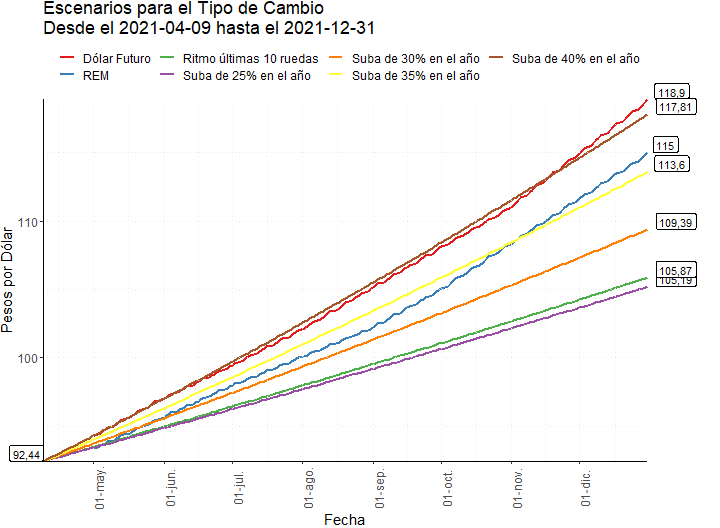 Escenarios para el Tipo de Cambio
Desde el 2021-04-09 hasta el 2021-12-31
Dólar Futuro Ritmo últimas 10 ruedas Suba de 30% en el año Suba de 40% en el año
REM Suba de 25% en el año Suba de 35% en el año
118,9
117,81
115
113,6
110
109,39
105,87
105,19
100
92,44
Pesos por Dólar
01-may. 01-jun. 01-jul. 01-ago. 01-sep. 01-oct. 01-nov. 01-dic.
Fecha